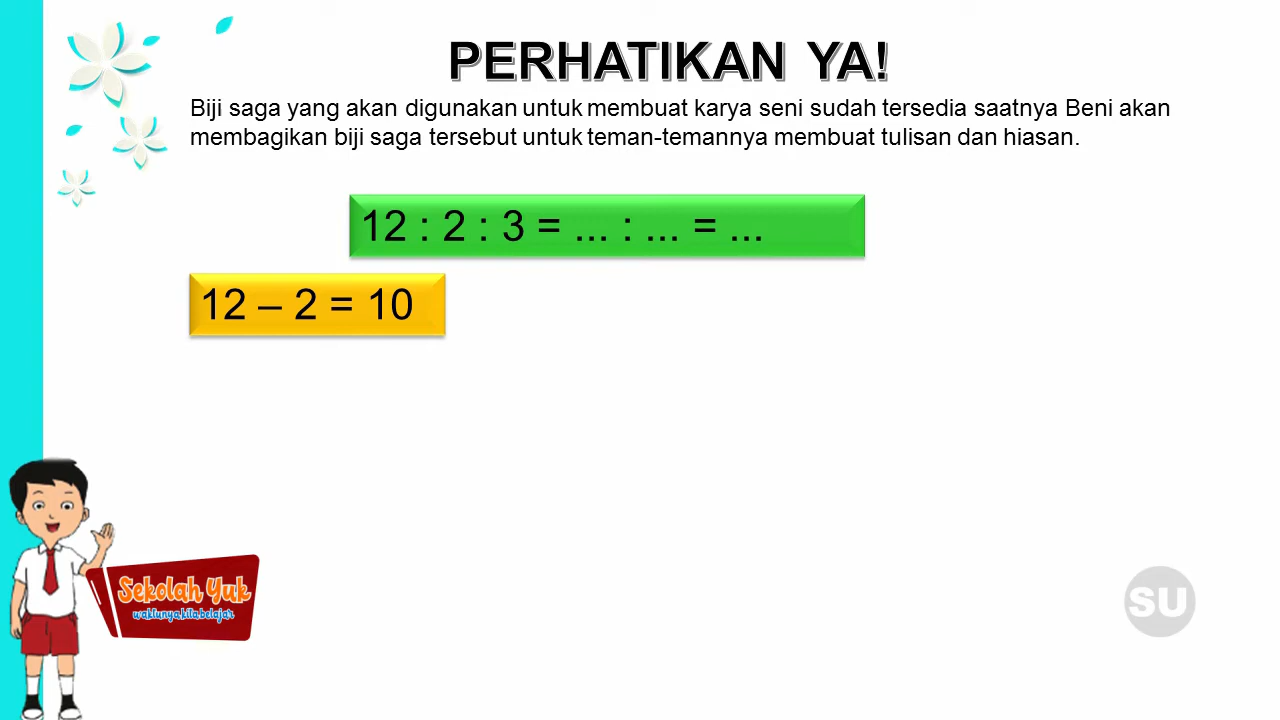 PERHATIKAN YA!
Biji saga yang akan digunakan untuk membuat karya seni sudah tersedia saatnya Beni akan
membagikan biji saga tersebut untuk teman-temannya membuat tulisan dan hiasan.
12 : 2 : 3 = ... : ... = ...
12 – 2 = 10
Sekolah Yuk
waktunya kita belajar
SU